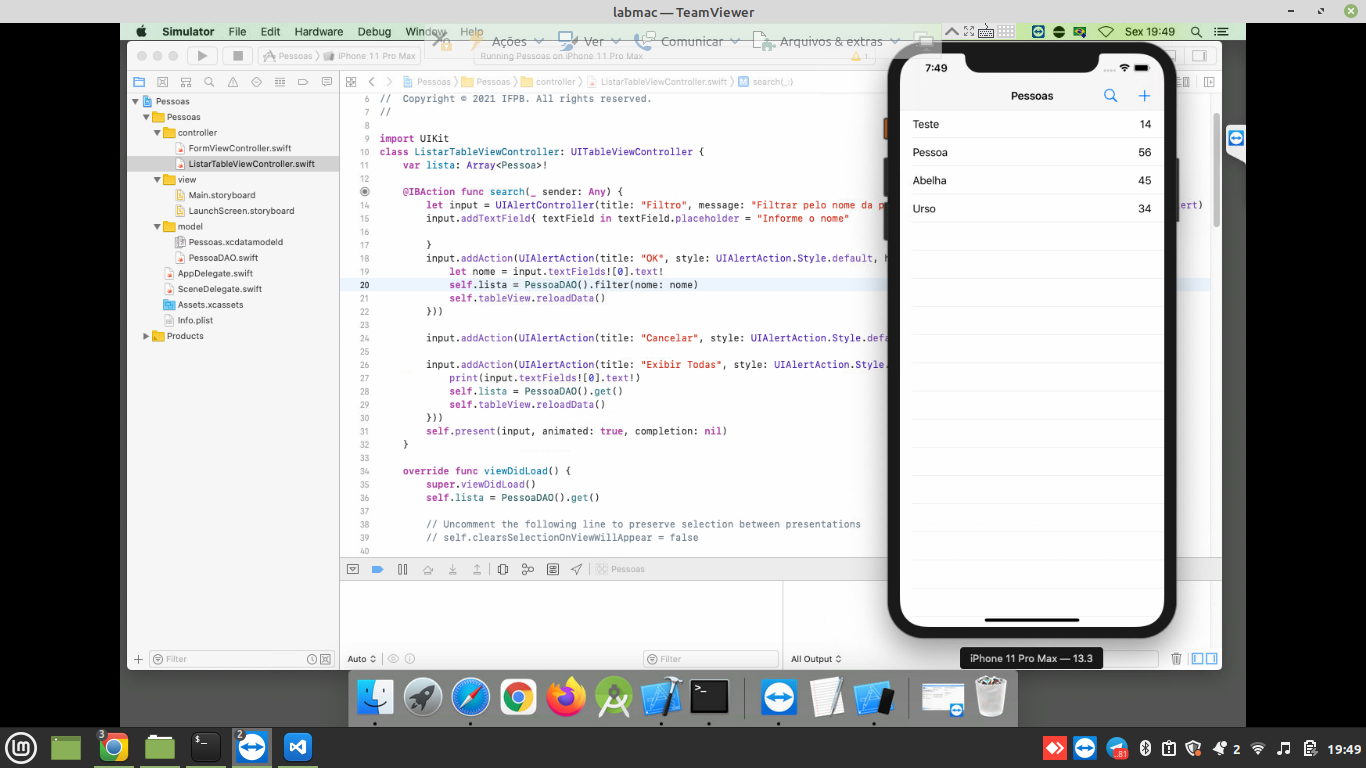 labmac — TeamViewer
Simulator File Edit Hardware Debug Window Help
Sex 19:49
Ações Ver Comunicar Arquivos & extras
Pessoas iPhone 11 Pro Max Running Pessoas on iPhone 11 Pro Max 1
Pessoas Pessoas controller ListarTableViewController.swift M search(_:)
Pessoas
Pessoas
controller
FormViewController.swift
ListarTableViewController.swift
view
Main.storyboard
LaunchScreen.storyboard
model
Pessoas.xcdatamodeld
PessoaDAO.swift
AppDelegate.swift
SceneDelegate.swift
Assets.xcassets
Info.plist
Products
Filter
6 // Copyright © 2021 IFPB. All rights reserved.
7 //
8
9 import UIKit
10 class ListarTableViewController: UITableViewController {
11 var lista: Array<Pessoa>!
12
@IBAction func search(_ sender: Any) {
14 let input = UIAlertController(title: "Filtro", message: "Filtrar pelo nome da p ert)
15 input.addTextField{ textField in textField.placeholder = "Informe o nome"
16
17 }
18 input.addAction(UIAlertAction(title: "OK", style: UIAlertAction.Style.default, h
19 let nome = input.textFields![0].text!
20 self.lista = PessoaDAO().filter(nome: nome)
21 self.tableView.reloadData()
22 }))
23
24 input.addAction(UIAlertAction(title: "Cancelar", style: UIAlertAction.Style.defa
25
26 input.addAction(UIAlertAction(title: "Exibir Todas", style: UIAlertAction.Style.
27 print(input.textFields![0].text!)
28 self.lista = PessoaDAO().get()
29 self.tableView.reloadData()
30 }))
31 self.present(input, animated: true, completion: nil)
32 }
33
34 override func viewDidLoad() {
35 super.viewDidLoad()
36 self.lista = PessoaDAO().get()
37
38 // Uncomment the following line to preserve selection between presentations
39 // self.clearsSelectionOnViewWillAppear = false
40
Pessoas
Auto Filter All Output
7:49
Pessoas
Teste 14
Pessoa 56
Abelha 45
Urso 34
iPhone 11 Pro Max — 13.3
3 2 81 2 19:49